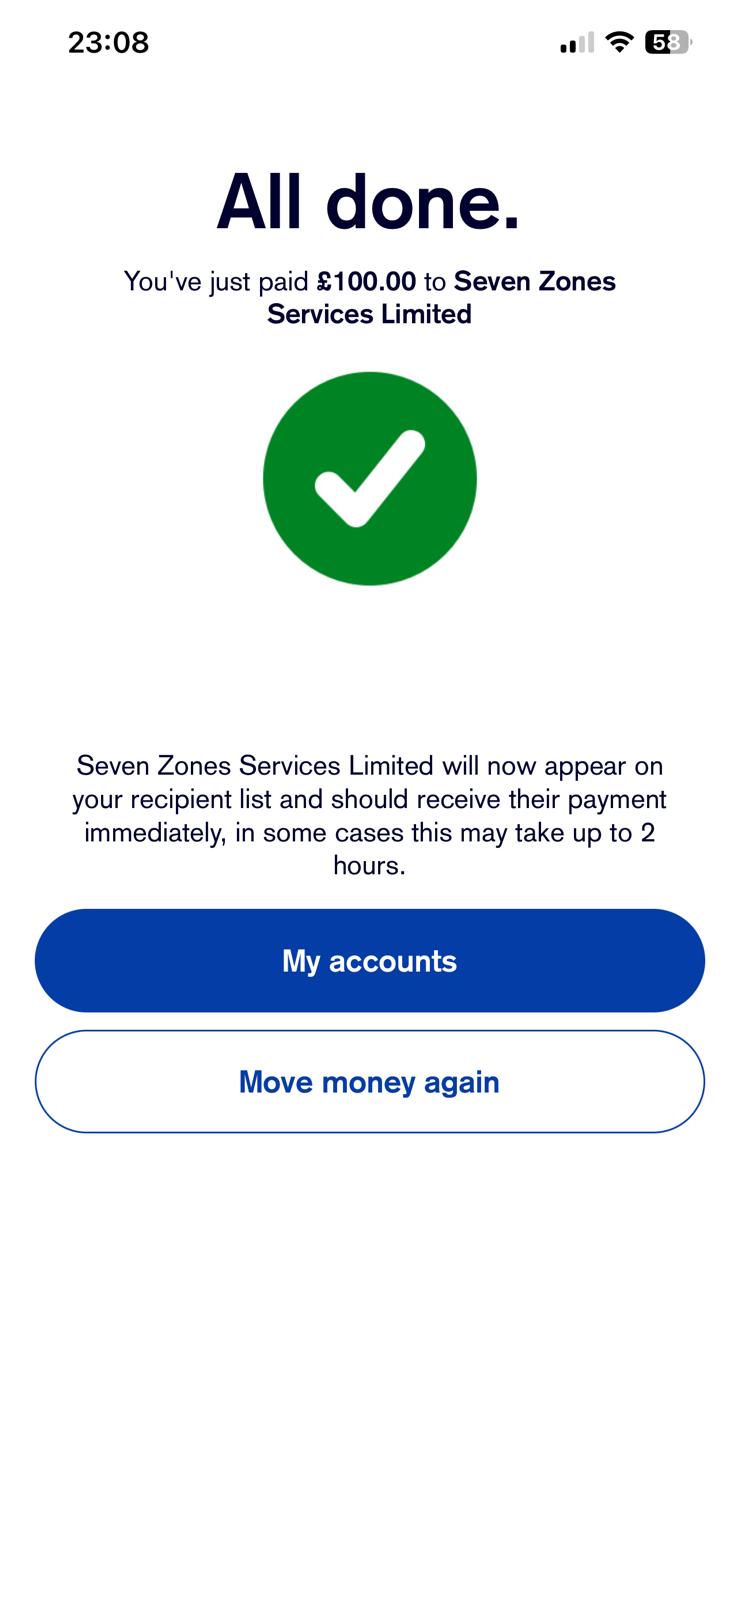 23:08
58
All done.
You've just paid £100.00 to Seven Zones
Services Limited
Seven Zones Services Limited will now appear on
your recipient list and should receive their payment
immediately, in some cases this may take up to 2
hours.
My accounts
Move money again